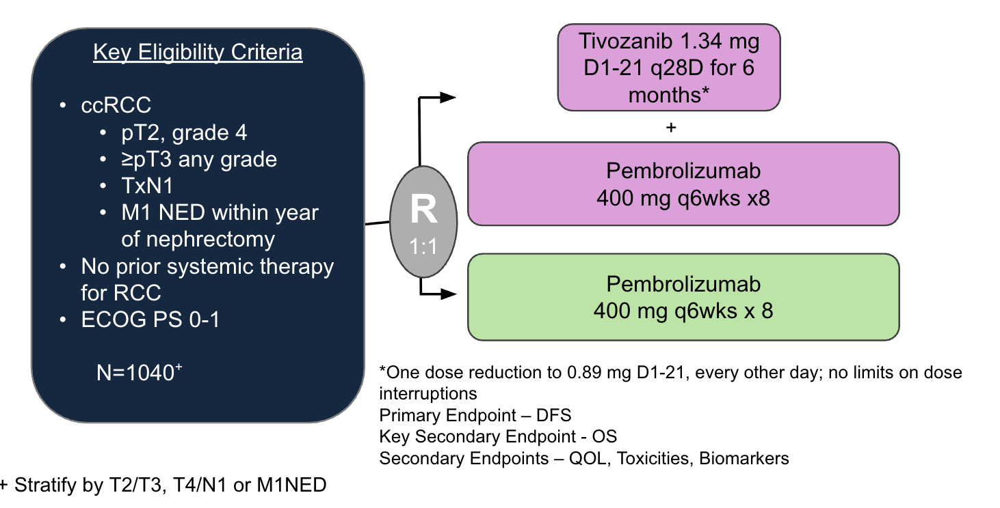 Key Eligibility Criteria
• ccRCC
• pT2, grade 4
• ≥pT3 any grade
• TxN1
• M1 NED within year
of nephrectomy
• No prior systemic therapy
for RCC
• ECOG PS 0-1
N=1040⁺
R
1:1
Tivozanib 1.34 mg
D1-21 q28D for 6
months*
+
Pembrolizumab
400 mg q6wks x8
Pembrolizumab
400 mg q6wks x 8
*One dose reduction to 0.89 mg D1-21, every other day; no limits on dose
interruptions
Primary Endpoint – DFS
Key Secondary Endpoint - OS
Secondary Endpoints – QOL, Toxicities, Biomarkers
+ Stratify by T2/T3, T4/N1 or M1NED